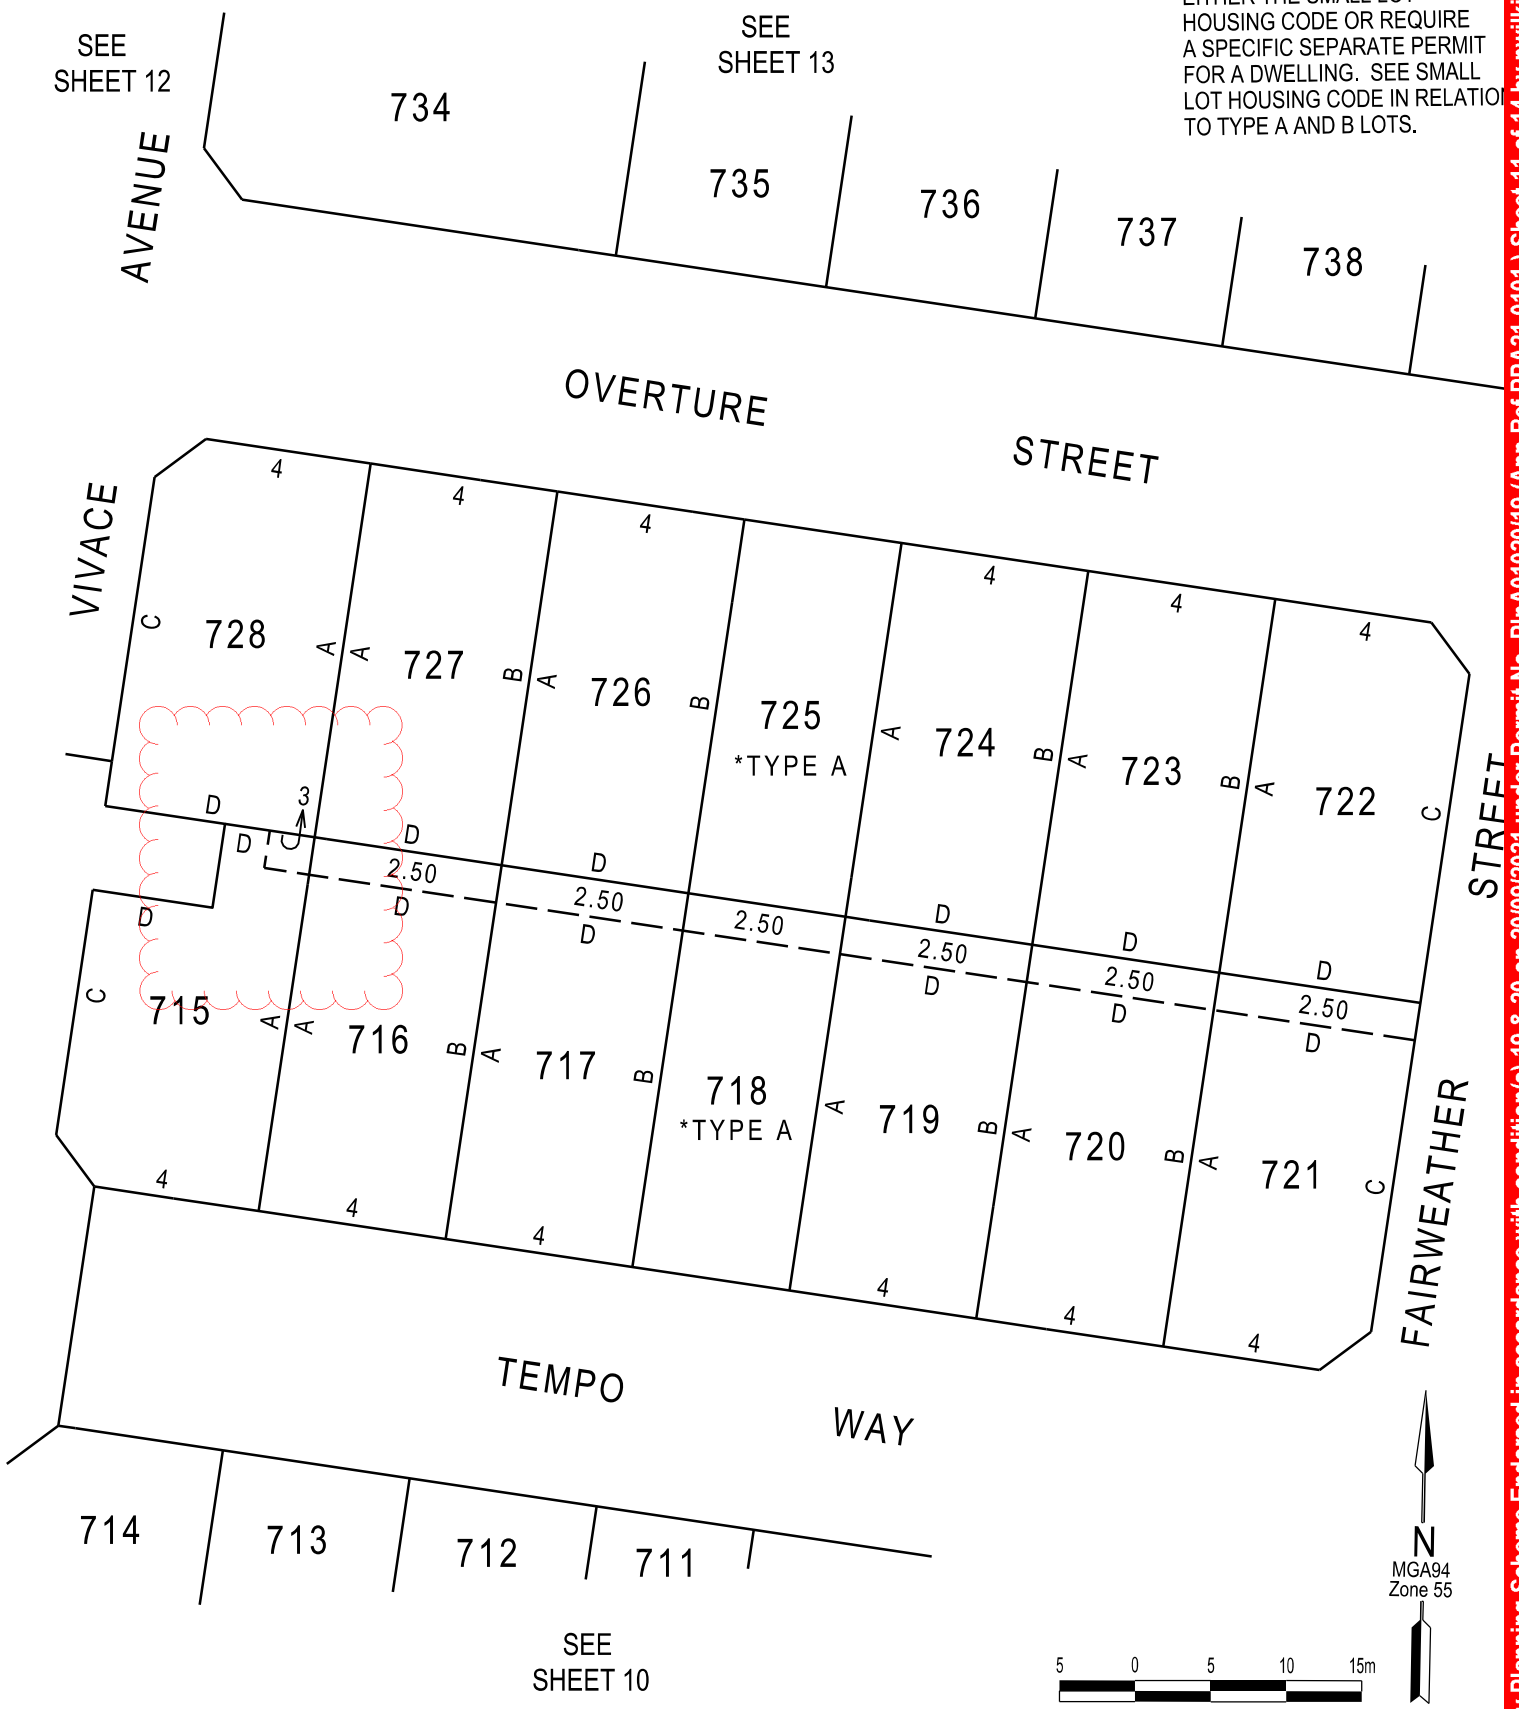 SEE
SHEET 12
SEE
SHEET 13
HOUSING CODE OR REQUIRE
A SPECIFIC SEPARATE PERMIT
FOR A DWELLING. SEE SMALL
LOT HOUSING CODE IN RELATION
TO TYPE A AND B LOTS.
734
735
736
737
738
AVENUE
OVERTURE STREET
VIVACE
4
4
4
4
4
4
C
728
A
A
727
B
A
726
B
725
*TYPE A
A
724
B
A
723
B
A
722
C
STREET
D
3
D
D
D
D
D
D
2.50
2.50
2.50
2.50
2.50
2.50
D
D
D
D
D
D
C
715
A
A
716
B
A
717
B
718
*TYPE A
A
719
B
A
720
B
A
721
C
FAIRWEATHER
4
4
4
4
4
4
TEMPO WAY
714
713
712
711
SEE
SHEET 10
N
MGA94
Zone 55
5 0 5 10 15m